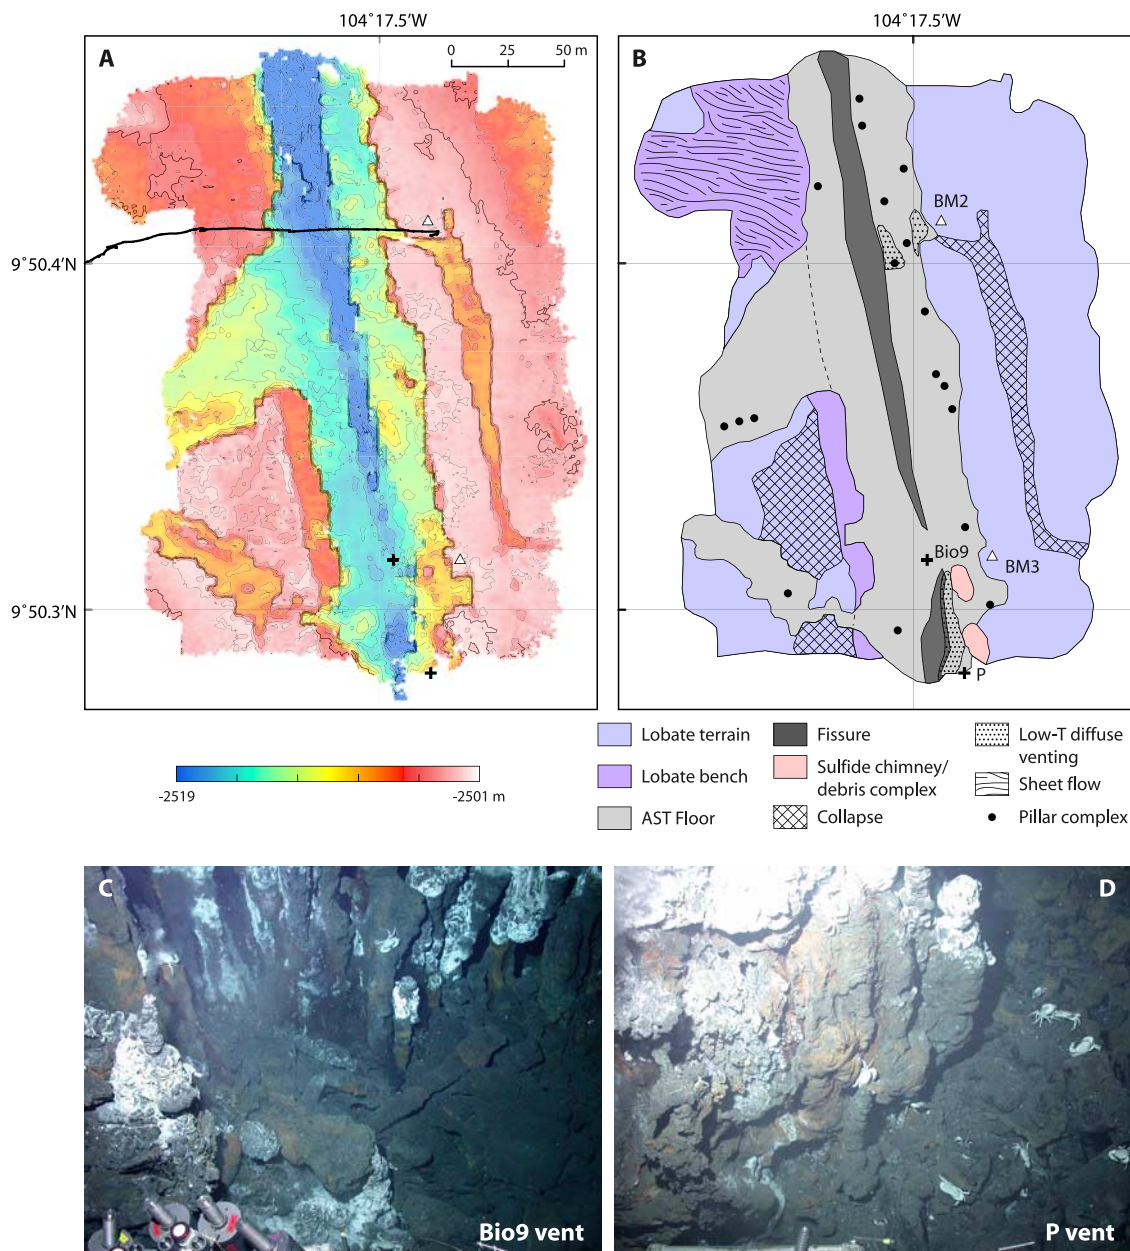 104°17.5'W
104°17.5'W
A
0 25 50 m
B
BM2
9°50.4'N
Bio9
BM3
9°50.3'N
P
-2519
-2501 m
Lobate terrain
Lobate bench
AST Floor
Fissure
Sulfide chimney/
debris complex
Collapse
Low-T diffuse
venting
Sheet flow
Pillar complex
C
Bio9 vent
D
P vent